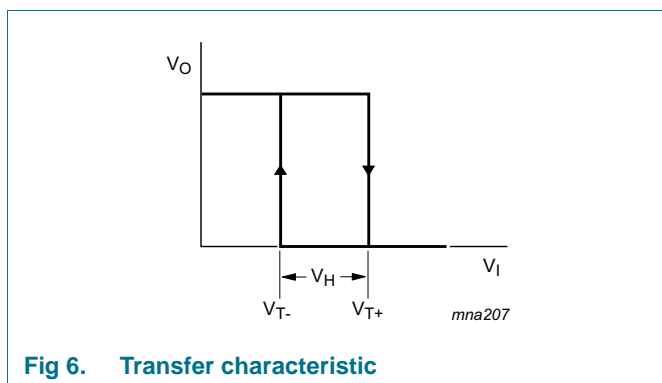 VO
VH
VI
VT-
VT+
mna207
Fig 6. Transfer characteristic